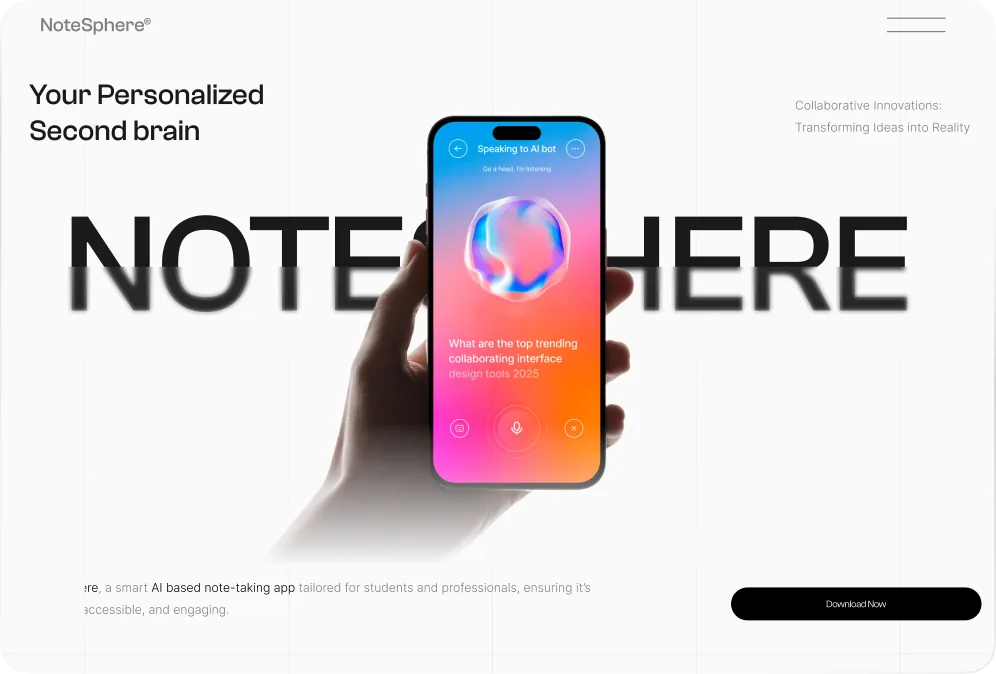 NoteSphere®
Your Personalized
Second brain
Collaborative Innovations:
Transforming Ideas into Reality
Speaking to AI bot
Go a head, I'm listening
NOTE HERE
What are the top trending
collaborating interface
design tools 2025
ere, a smart AI based note-taking app tailored for students and professionals, ensuring it's
accessible, and engaging.
Download Now